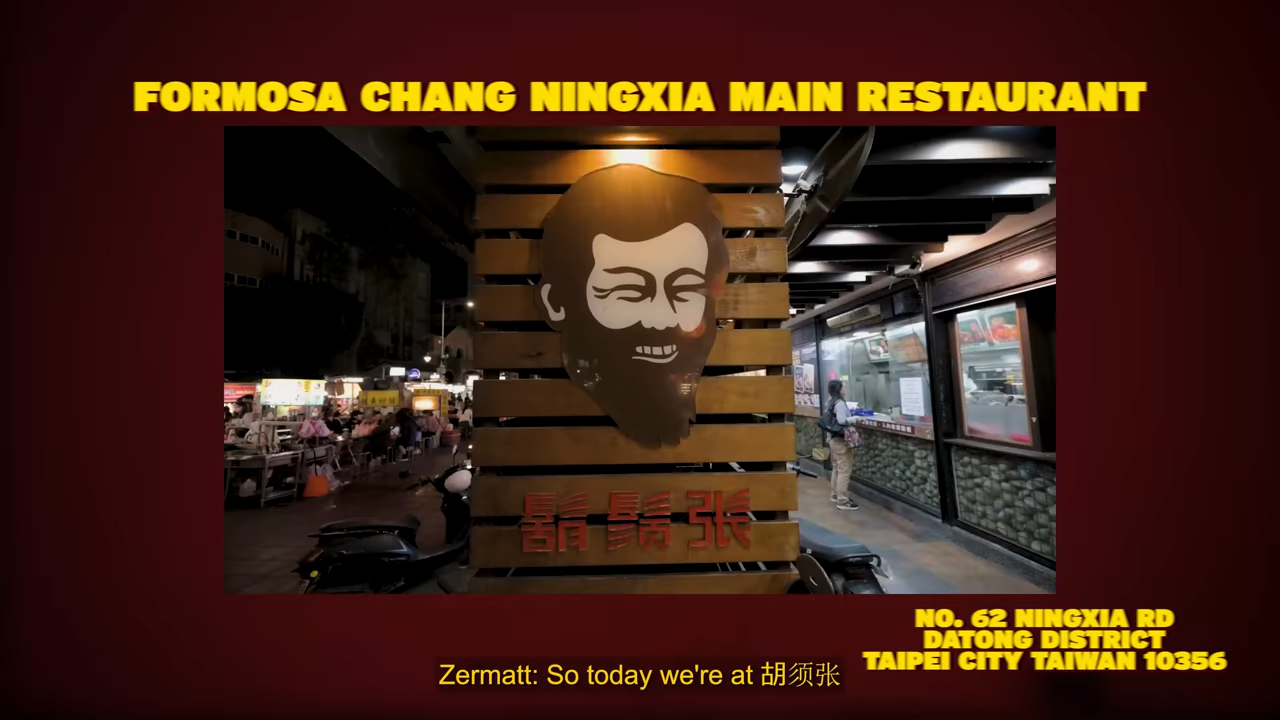 FORMOSA CHANG NINGXIA MAIN RESTAURANT
鬍鬚張
NO. 62 NINGXIA RD
DATONG DISTRICT
TAIPEI CITY TAIWAN 10356
Zermatt: So today we're at 胡须张